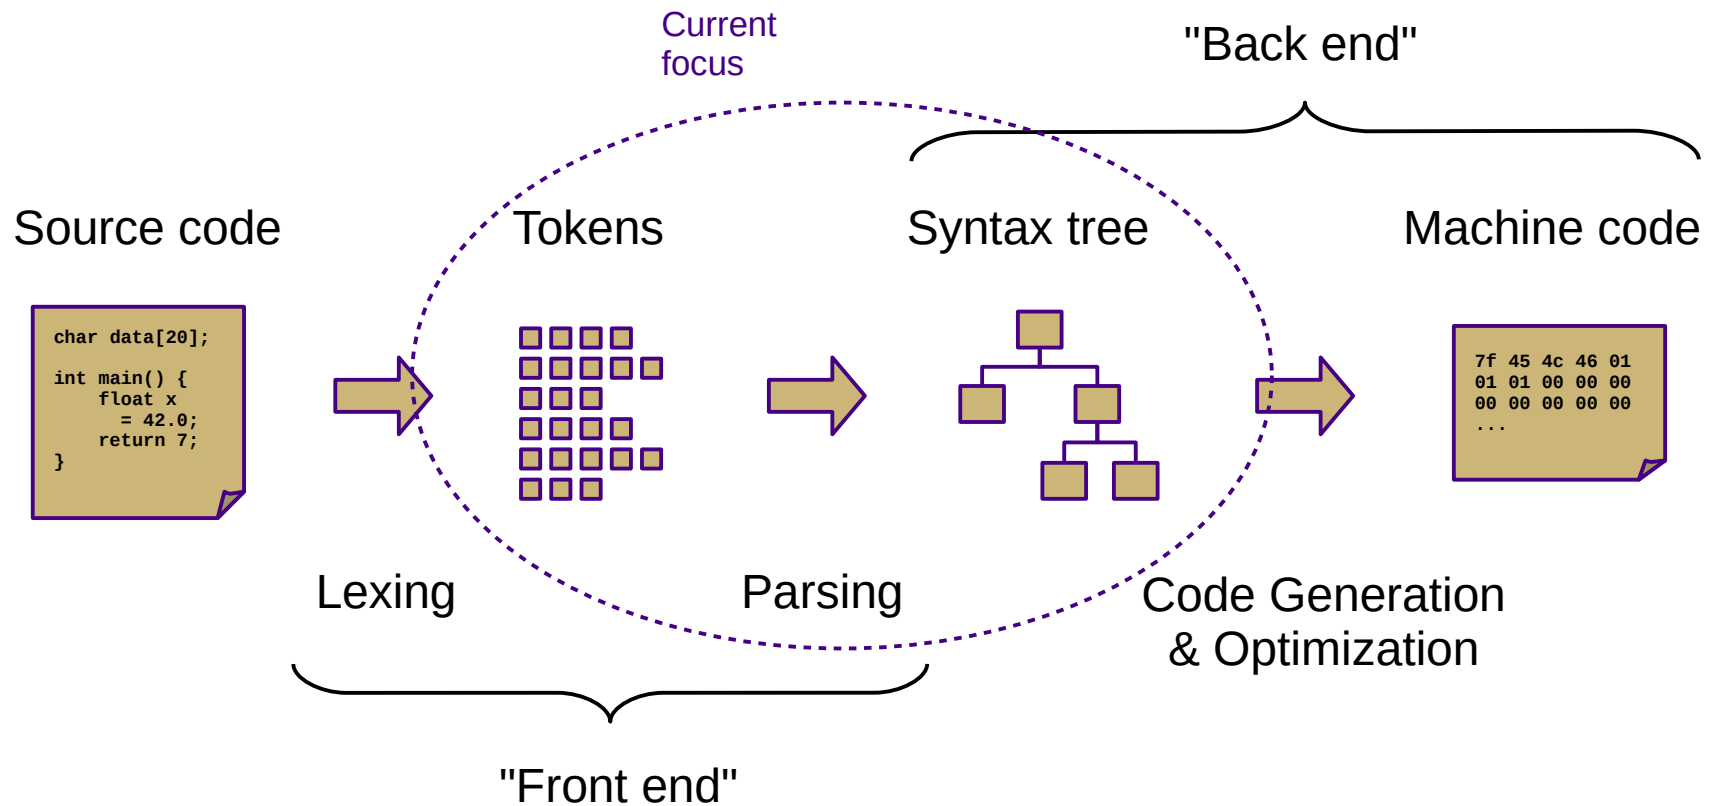 Current
focus
"Back end"
Source code
Tokens
Syntax tree
Machine code
char data[20];
int main() {
float x
= 42.0;
return 7;
}
7f 45 4c 46 01
01 01 00 00 00
00 00 00 00 00
...
Lexing
Parsing
Code Generation
& Optimization
"Front end"